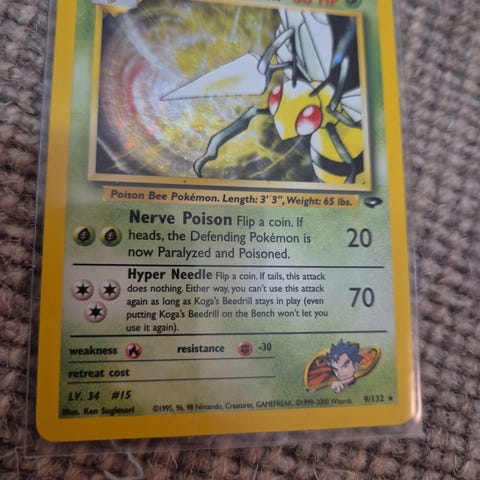 80 HP
Poison Bee Pokémon. Length: 3' 3", Weight: 65 lbs.
Nerve Poison Flip a coin. If
heads, the Defending Pokémon is
now Paralyzed and Poisoned.
20
Hyper Needle Flip a coin. If tails, this attack
does nothing. Either way, you can't use this attack
again as long as Koga's Beedrill stays in play (even
putting Koga's Beedrill on the Bench won't let you
use it again).
70
weakness resistance -30
retreat cost
LV. 34 #15
Illus. Ken Sugimori
©1995, 96, 98 Nintendo, Creatures, GAMEFREAK. ©1999-2000 Wizards.
9/132